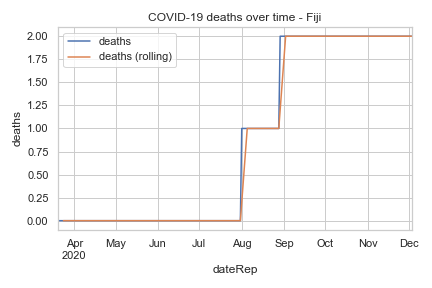 COVID-19 deaths over time - Fiji
deaths
deaths (rolling)
2.00
1.75
1.50
1.25
1.00
0.75
0.50
0.25
0.00
deaths
Apr May Jun Jul Aug Sep Oct Nov Dec
2020
dateRep